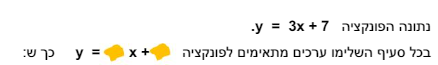 נתונה הפונקציה y = 3x + 7.
בכל סעיף השלימו ערכים מתאימים לפונקציה y = x + כך ש: